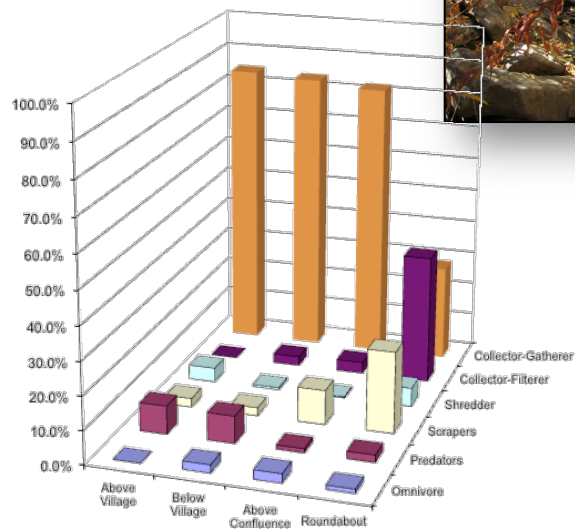 100.0%
90.0%
80.0%
70.0%
60.0%
50.0%
40.0%
30.0%
20.0%
10.0%
0.0%
Collector-Gatherer
Collector-Filterer
Shredder
Scrapers
Predators
Omnivore
Above
Village
Below
Village
Above
Confluence
Roundabout